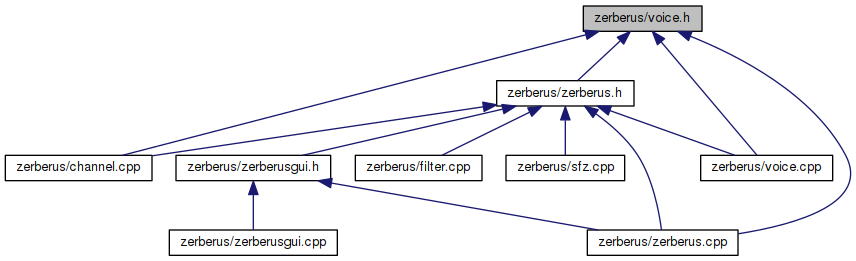 zerberus/voice.h
zerberus/zerberus.h
zerberus/channel.cpp
zerberus/zerberusgui.h
zerberus/filter.cpp
zerberus/sfz.cpp
zerberus/voice.cpp
zerberus/zerberusgui.cpp
zerberus/zerberus.cpp